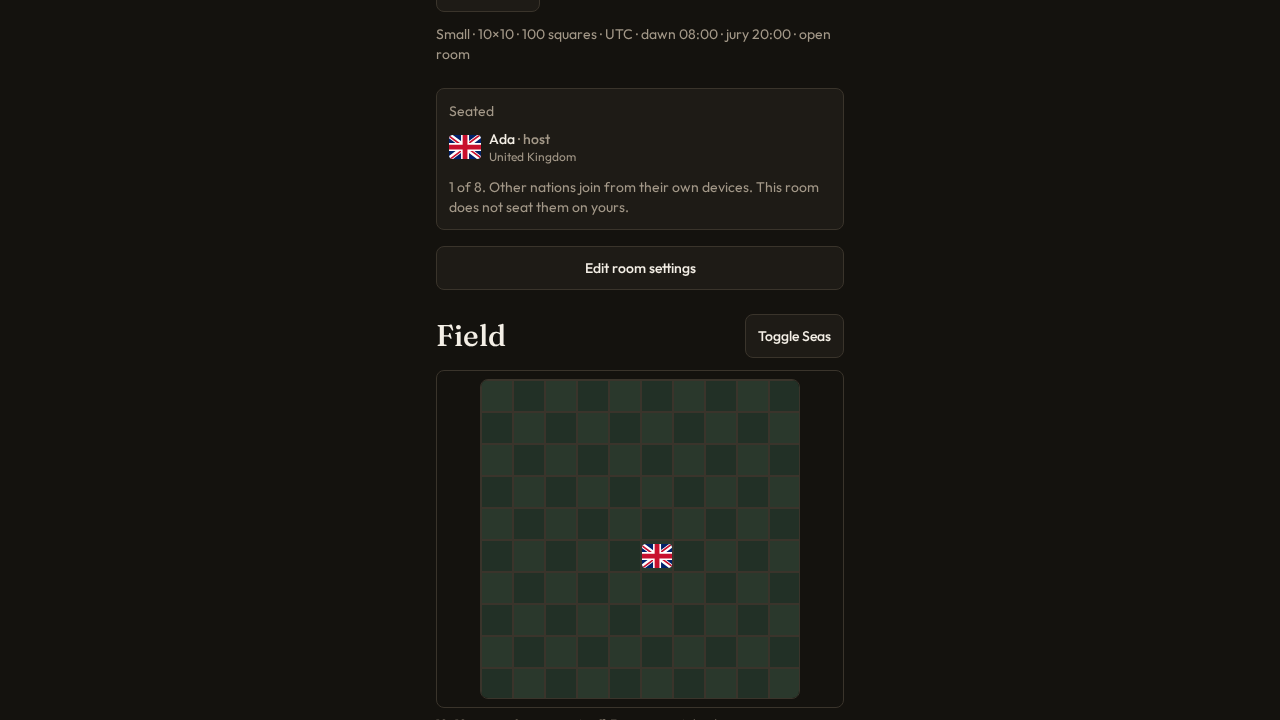 Small · 10×10 · 100 squares · UTC · dawn 08:00 · jury 20:00 · open
room
Seated
Ada · host
United Kingdom
1 of 8. Other nations join from their own devices. This room
does not seat them on yours.
Edit room settings
Field
Toggle Seas